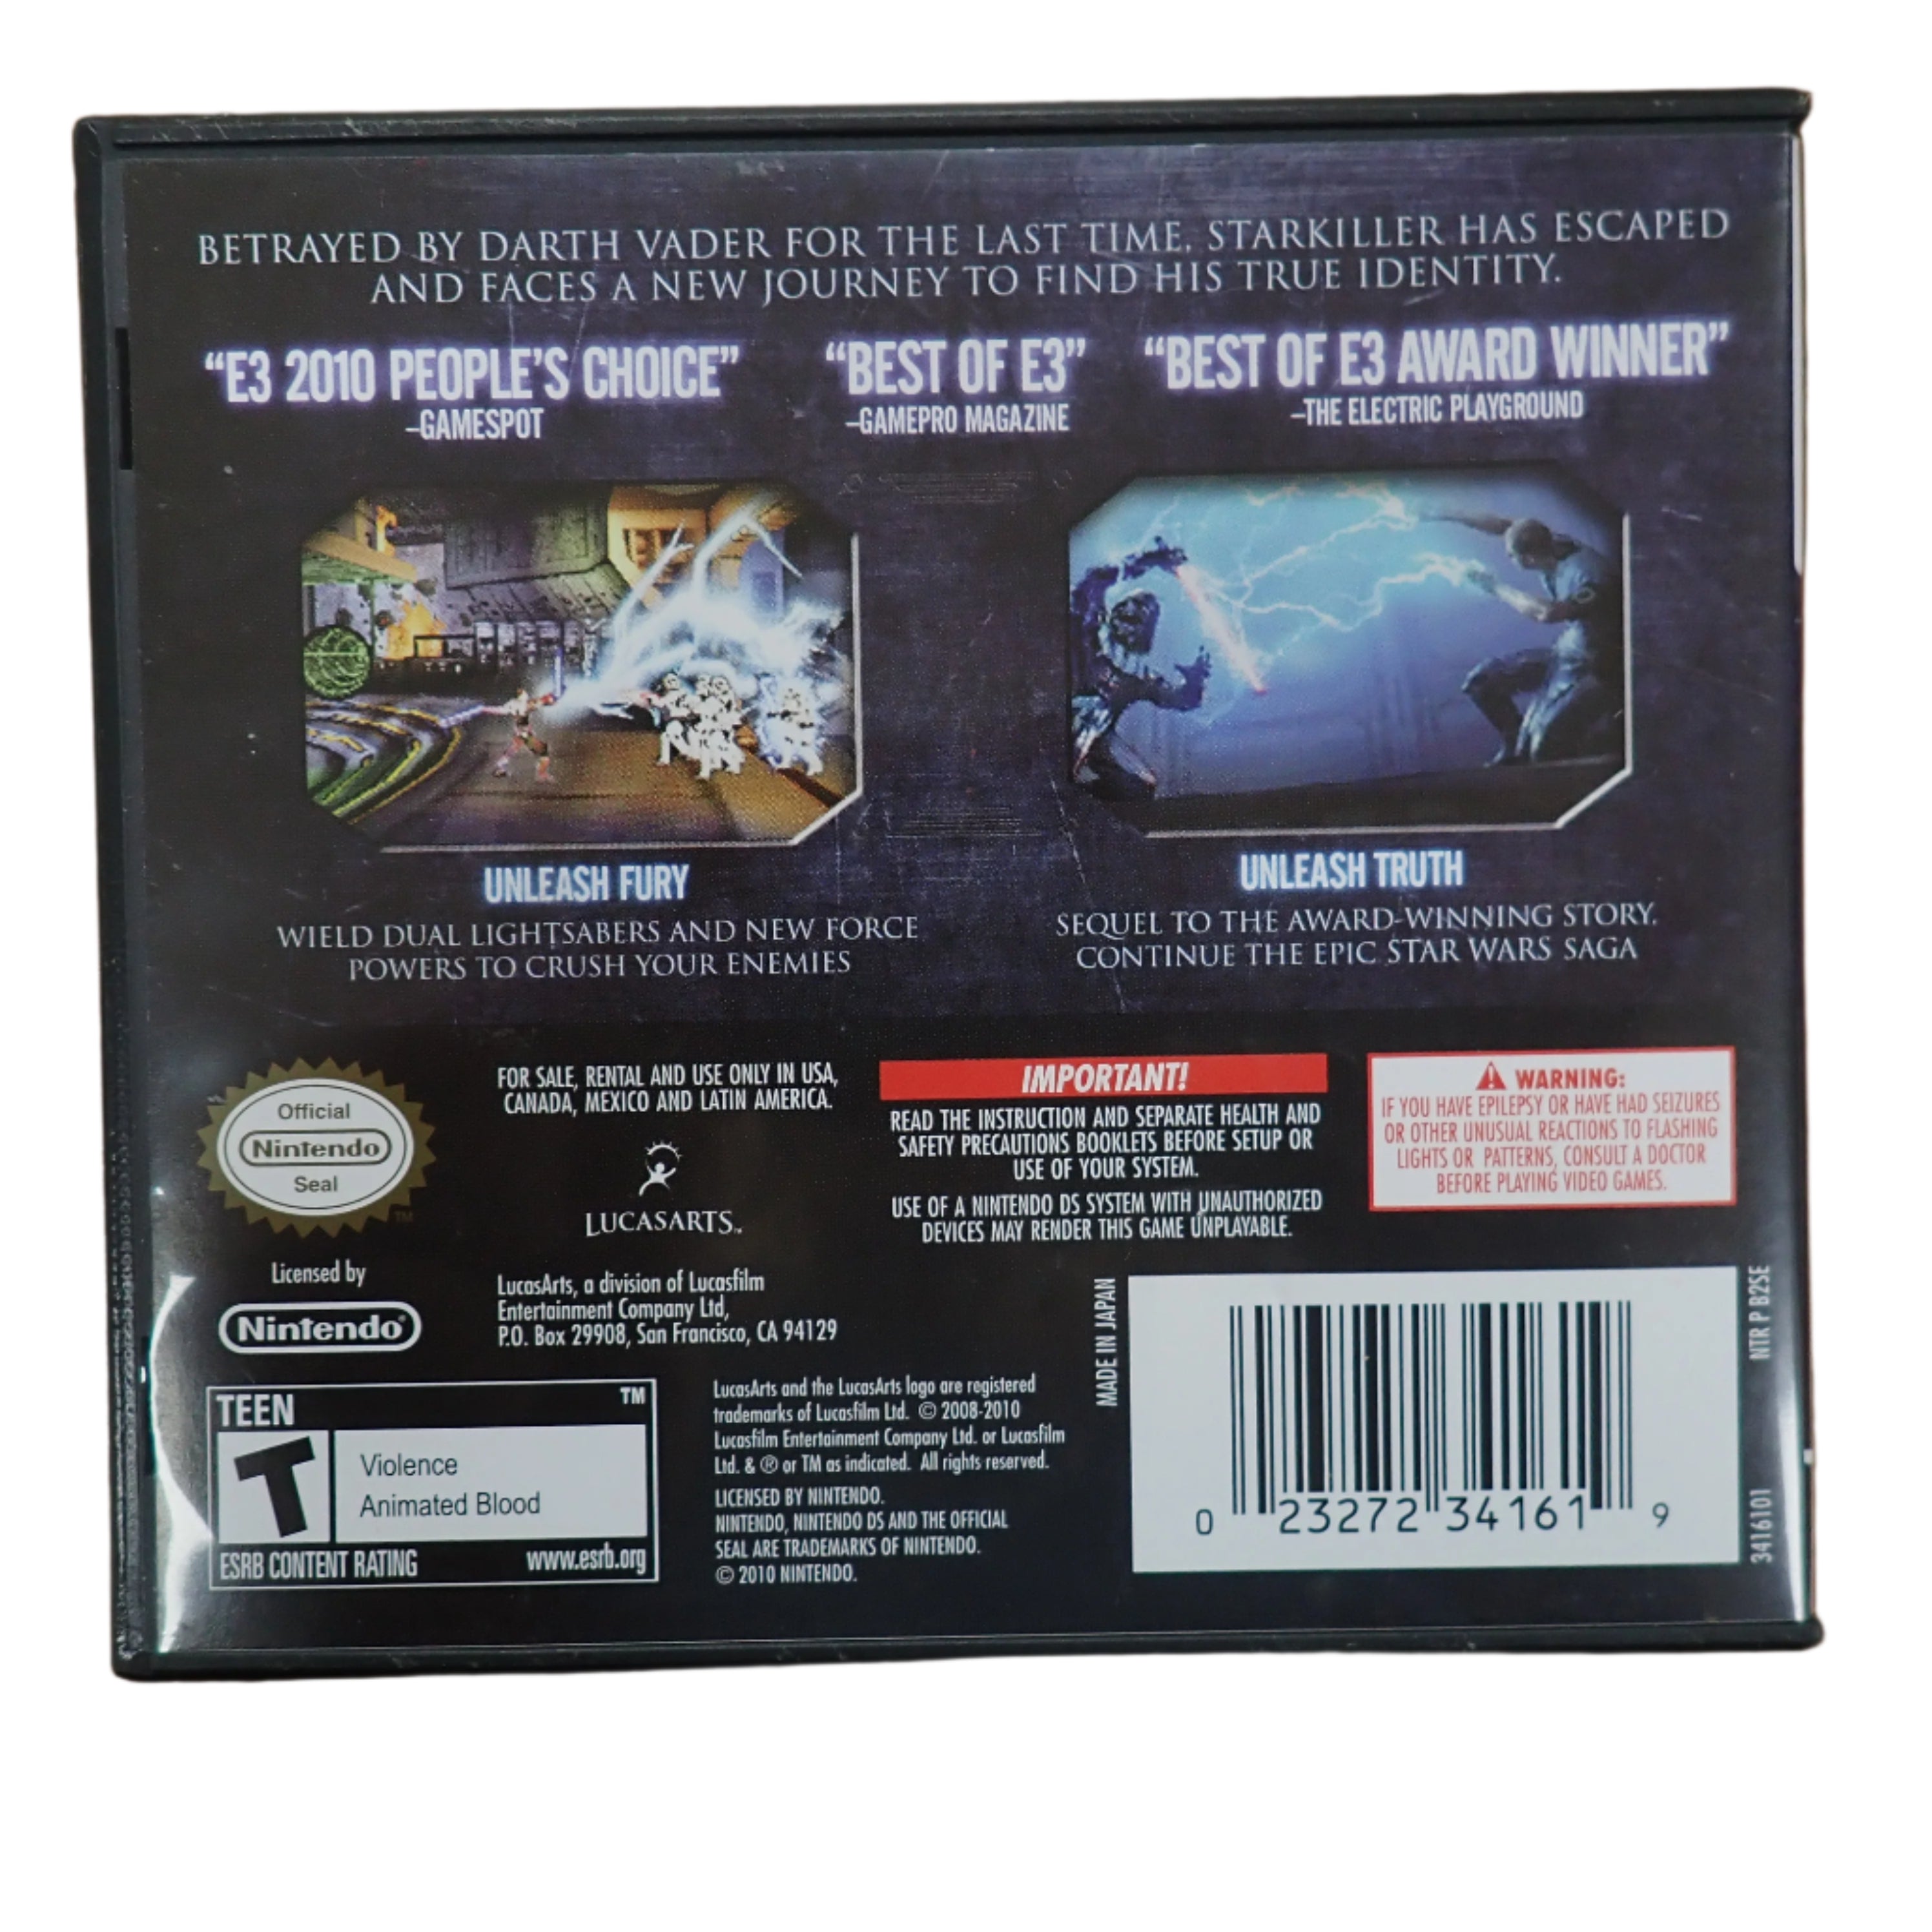 BETRAYED BY DARTH VADER FOR THE LAST TIME, STARKILLER HAS ESCAPED
AND FACES A NEW JOURNEY TO FIND HIS TRUE IDENTITY.
“E3 2010 PEOPLE’S CHOICE”
–GAMESPOT
“BEST OF E3”
–GAMEPRO MAGAZINE
“BEST OF E3 AWARD WINNER”
–THE ELECTRIC PLAYGROUND
UNLEASH FURY
WIELD DUAL LIGHTSABERS AND NEW FORCE
POWERS TO CRUSH YOUR ENEMIES
UNLEASH TRUTH
SEQUEL TO THE AWARD-WINNING STORY.
CONTINUE THE EPIC STAR WARS SAGA
Official
Nintendo
Seal
TM
Licensed by
Nintendo®
FOR SALE, RENTAL AND USE ONLY IN USA,
CANADA, MEXICO AND LATIN AMERICA.
LUCASARTS™
LucasArts, a division of Lucasfilm
Entertainment Company Ltd,
P.O. Box 29908, San Francisco, CA 94129
IMPORTANT!
READ THE INSTRUCTION AND SEPARATE HEALTH AND
SAFETY PRECAUTIONS BOOKLETS BEFORE SETUP OR
USE OF YOUR SYSTEM.
USE OF A NINTENDO DS SYSTEM WITH UNAUTHORIZED
DEVICES MAY RENDER THIS GAME UNPLAYABLE.
WARNING:
IF YOU HAVE EPILEPSY OR HAVE HAD SEIZURES
OR OTHER UNUSUAL REACTIONS TO FLASHING
LIGHTS OR PATTERNS, CONSULT A DOCTOR
BEFORE PLAYING VIDEO GAMES.
TEEN
TM
T
Violence
Animated Blood
ESRB CONTENT RATING
www.esrb.org
LucasArts and the LucasArts logo are registered
trademarks of Lucasfilm Ltd. © 2008-2010
Lucasfilm Entertainment Company Ltd. or Lucasfilm
Ltd. & ® or TM as indicated. All rights reserved.
LICENSED BY NINTENDO.
NINTENDO, NINTENDO DS AND THE OFFICIAL
SEAL ARE TRADEMARKS OF NINTENDO.
© 2010 NINTENDO.
MADE IN JAPAN
0 23272 34161 9
NTR P B2SE
3416101